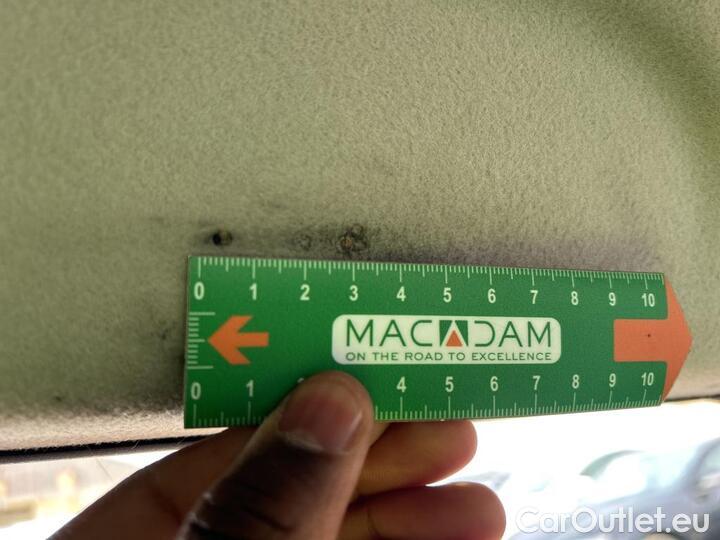 0 1 2 3 4 5 6 7 8 9 10
MACADAM
ON THE ROAD TO EXCELLENCE
0 1 4 5 6 7 8 9 10
CarOutlet.eu